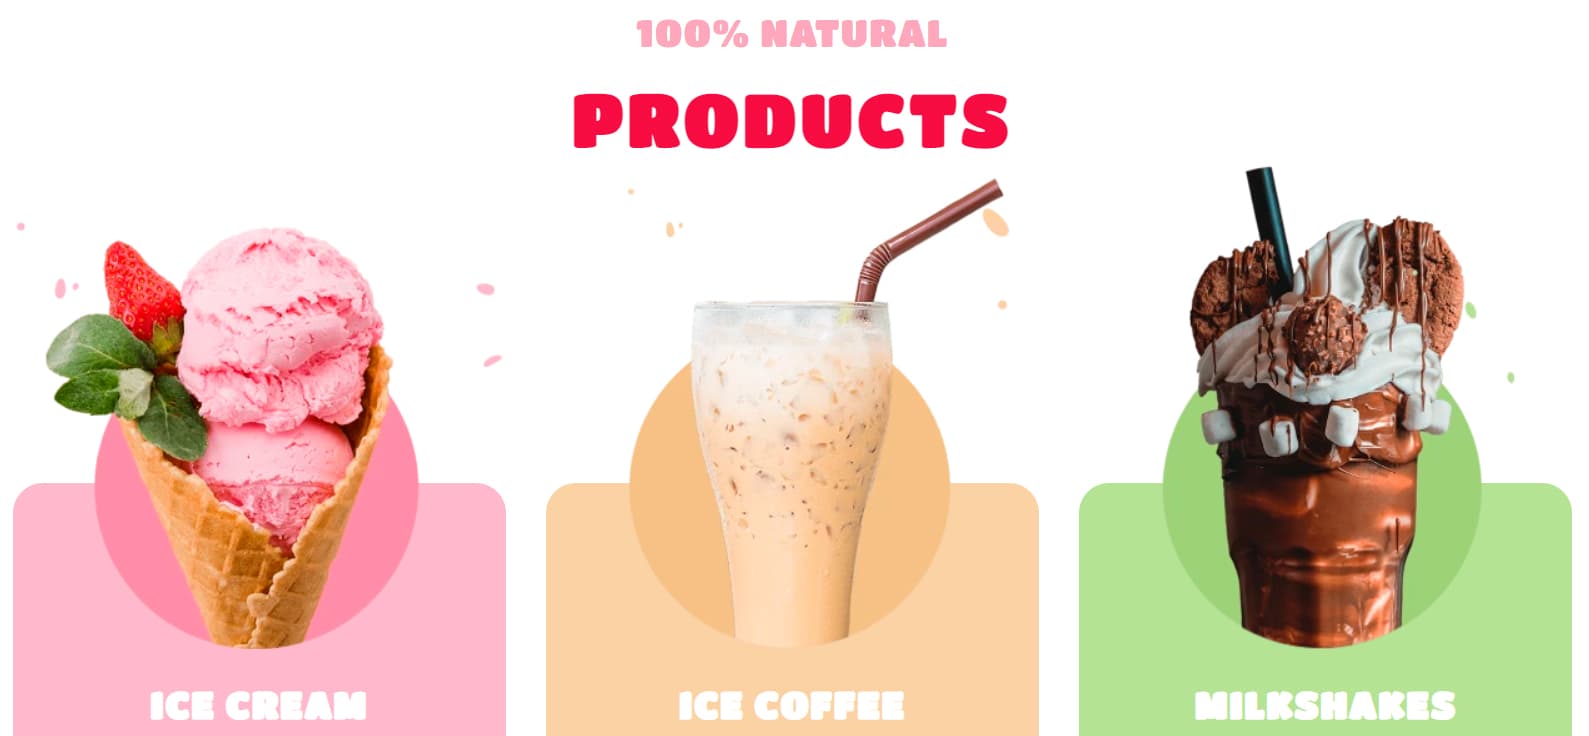 100% NATURAL
PRODUCTS
ICE CREAM
ICE COFFEE
MILKSHAKES